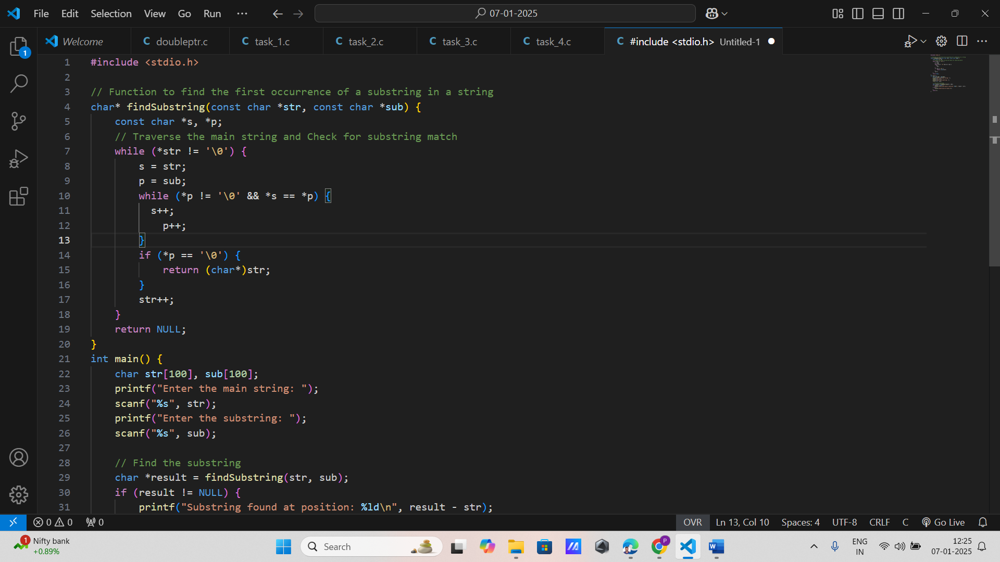 File Edit Selection View Go Run ··· 07-01-2025
Welcome doubleptr.c task_1.c task_2.c task_3.c task_4.c #include <stdio.h> Untitled-1
1 #include <stdio.h>
2
3 // Function to find the first occurrence of a substring in a string
4 char* findSubstring(const char *str, const char *sub) {
5     const char *s, *p;
6     // Traverse the main string and Check for substring match
7     while (*str != '\0') {
8         s = str;
9         p = sub;
10         while (*p != '\0' && *s == *p) {
11           s++;
12             p++;
13         }
14         if (*p == '\0') {
15             return (char*)str;
16         }
17         str++;
18     }
19     return NULL;
20 }
21 int main() {
22     char str[100], sub[100];
23     printf("Enter the main string: ");
24     scanf("%s", str);
25     printf("Enter the substring: ");
26     scanf("%s", sub);
27
28     // Find the substring
29     char *result = findSubstring(str, sub);
30     if (result != NULL) {
31         printf("Substring found at position: %ld\n", result - str);
0 0 0 OVR Ln 13, Col 10 Spaces: 4 UTF-8 CRLF C Go Live
1 Nifty bank
+0.89%
Search
ENG
IN
12:25
07-01-2025